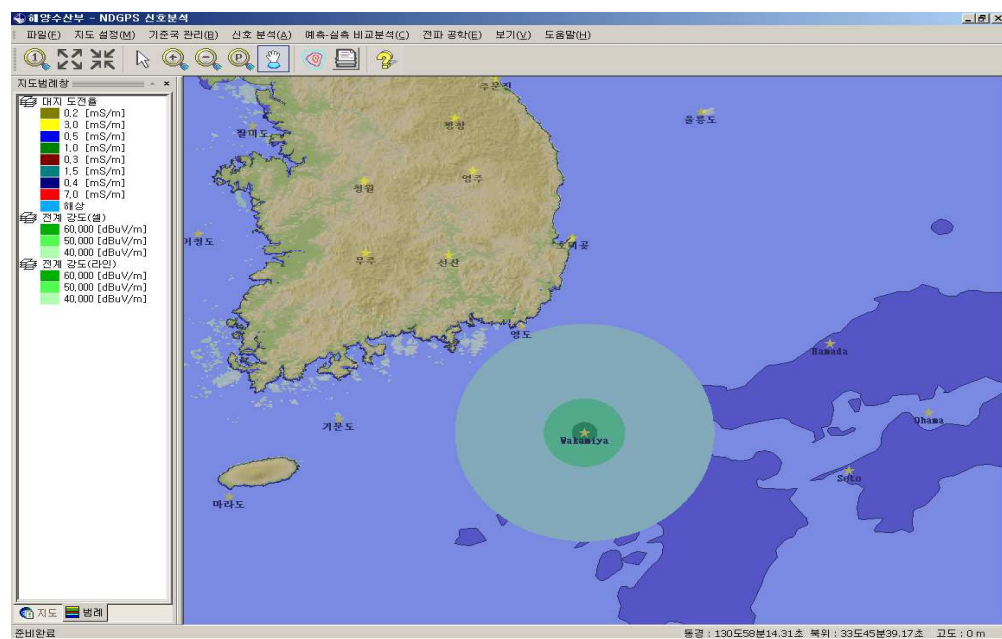 해양수산부 - NDGPS 신호분석
파일(F) 지도 설정(M) 기준국 관리(B) 신호 분석(A) 예측-실측 비교분석(C) 전파 공학(E) 보기(V) 도움말(H)
지도범례창
대지 도전율
0,2 [mS/m]
3,0 [mS/m]
0,5 [mS/m]
1,0 [mS/m]
0,3 [mS/m]
1,5 [mS/m]
0,4 [mS/m]
7,0 [mS/m]
해상
전계 강도(셀)
60,000 [dBuV/m]
50,000 [dBuV/m]
40,000 [dBuV/m]
전계 강도(라인)
60,000 [dBuV/m]
50,000 [dBuV/m]
40,000 [dBuV/m]
주문진
울릉도
평창
팔미도
청원
영주
어청도
호미곶
무주
성산
영도
Hamada
거문도
Ohama
Wakamiya
Seto
마라도
지도 범례
준비완료
동경 : 130도58분14.31초 북위 : 33도45분39.17초 고도 : 0 m